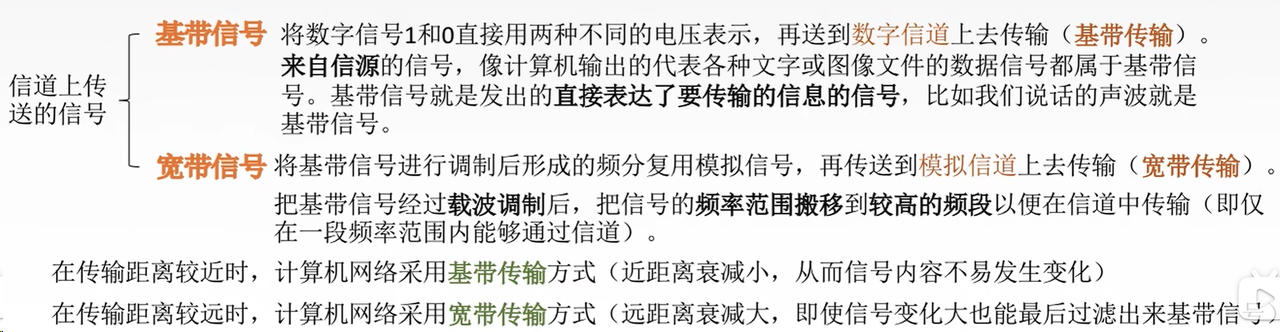 基带信号 将数字信号1和0直接用两种不同的电压表示，再送到数字信道上去传输（基带传输）。
来自信源的信号，像计算机输出的代表各种文字或图像文件的数据信号都属于基带信
号。基带信号就是发出的直接表达了要传输的信息的信号，比如我们说话的声波就是
基带信号。
信道上传
送的信号
宽带信号 将基带信号进行调制后形成的频分复用模拟信号，再传送到模拟信道上去传输（宽带传输）。
把基带信号经过载波调制后，把信号的频率范围搬移到较高的频段以便在信道中传输（即仅
在一段频率范围内能够通过信道）。
在传输距离较近时，计算机网络采用基带传输方式（近距离衰减小，从而信号内容不易发生变化）
在传输距离较远时，计算机网络采用宽带传输方式（远距离衰减大，即使信号变化大也能最后过滤出来基带信号）